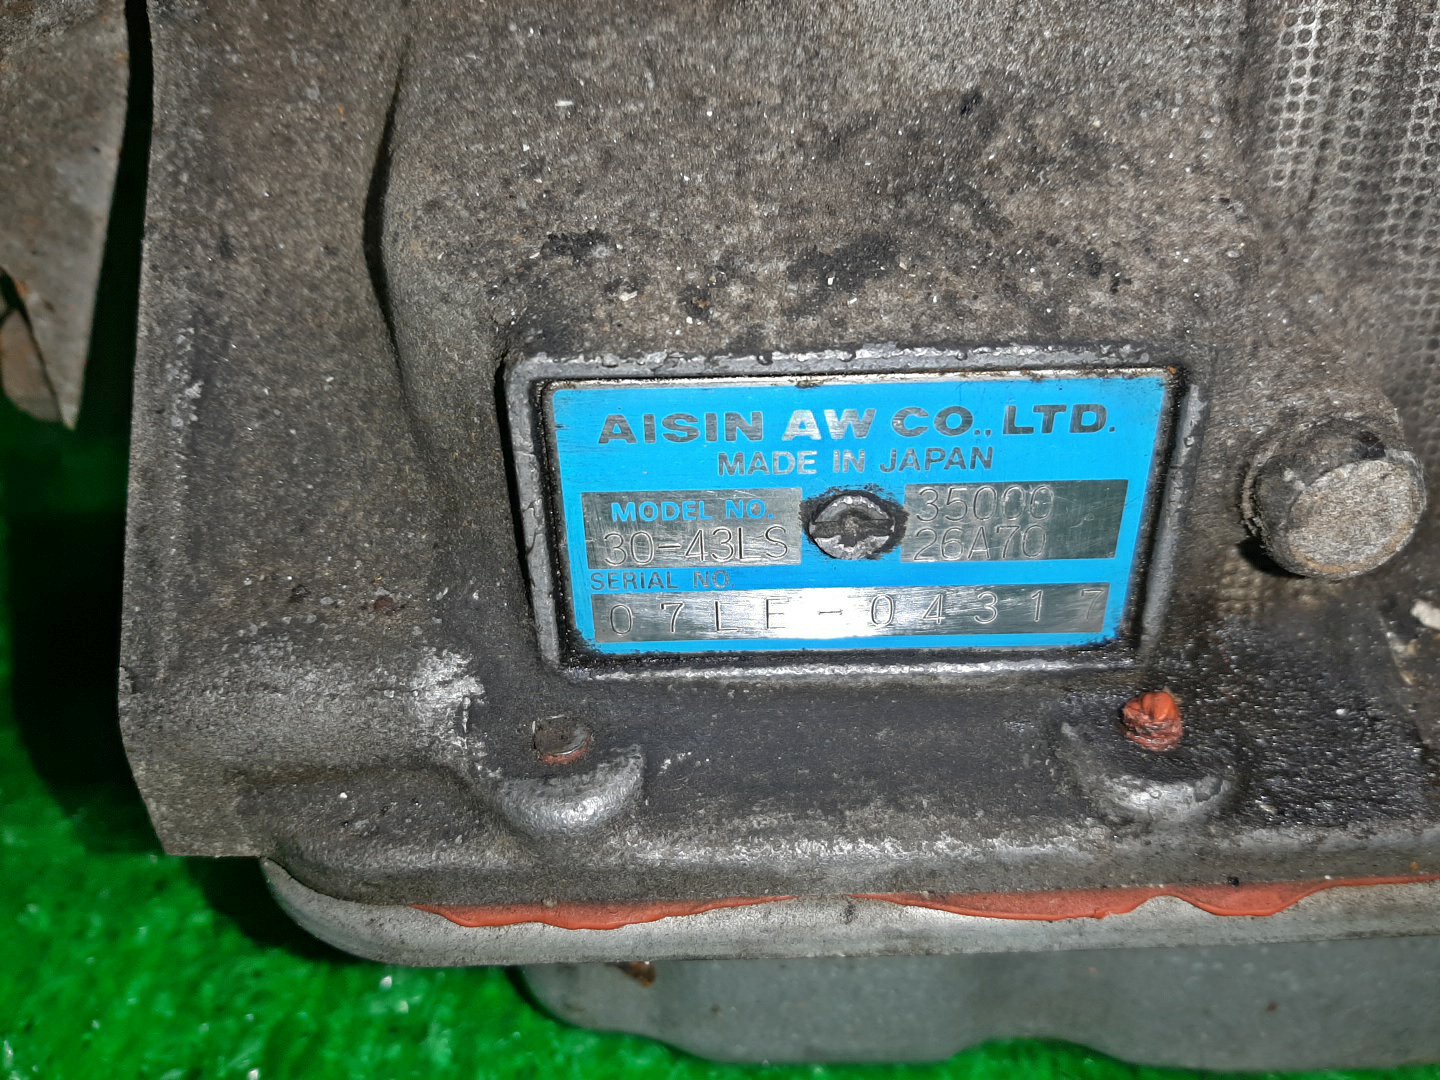 AISIN AW CO., LTD.
MADE IN JAPAN
MODEL NO. 35000
30-43LS 26A70
SERIAL NO
07LE-04317